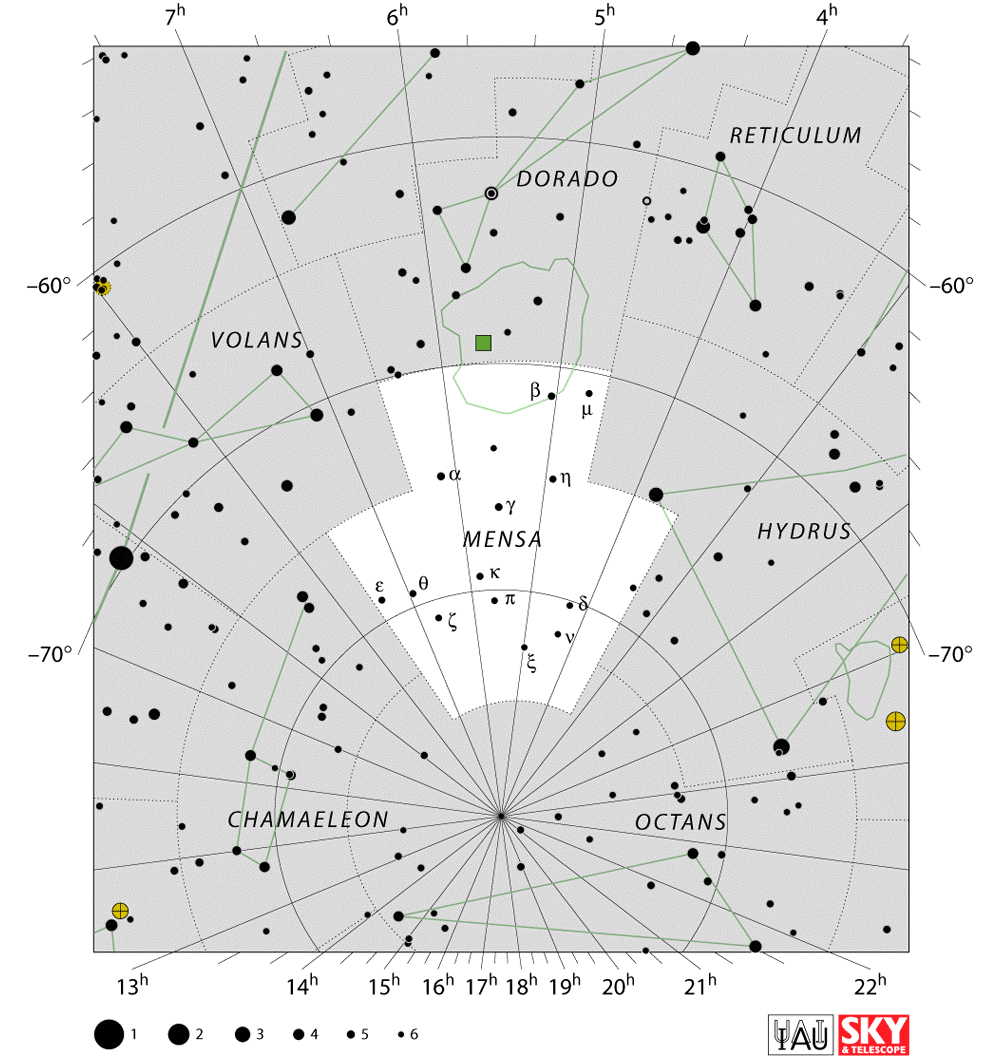 7h 6h 5h 4h
RETICULUM
DORADO
–60° –60°
VOLANS
β μ
α η
γ
MENSA HYDRUS
κ
ε θ π δ
ζ ν
–70° ξ –70°
CHAMAELEON OCTANS
13h 14h 15h 16h 17h 18h 19h 20h 21h 22h
1 2 3 4 5 6
IAU SKY
& TELESCOPE